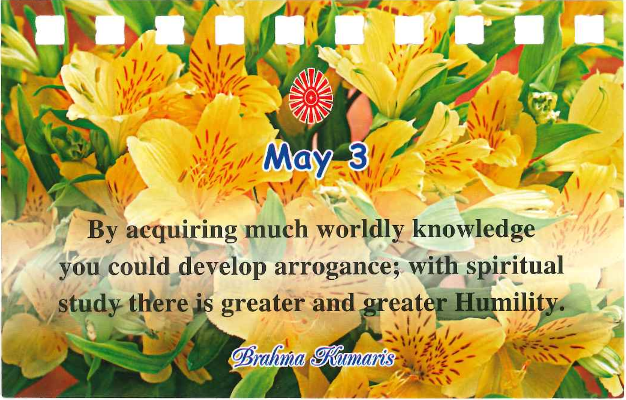 May 3
By acquiring much worldly knowledge
you could develop arrogance; with spiritual
study there is greater and greater Humility.
Brahma Kumaris